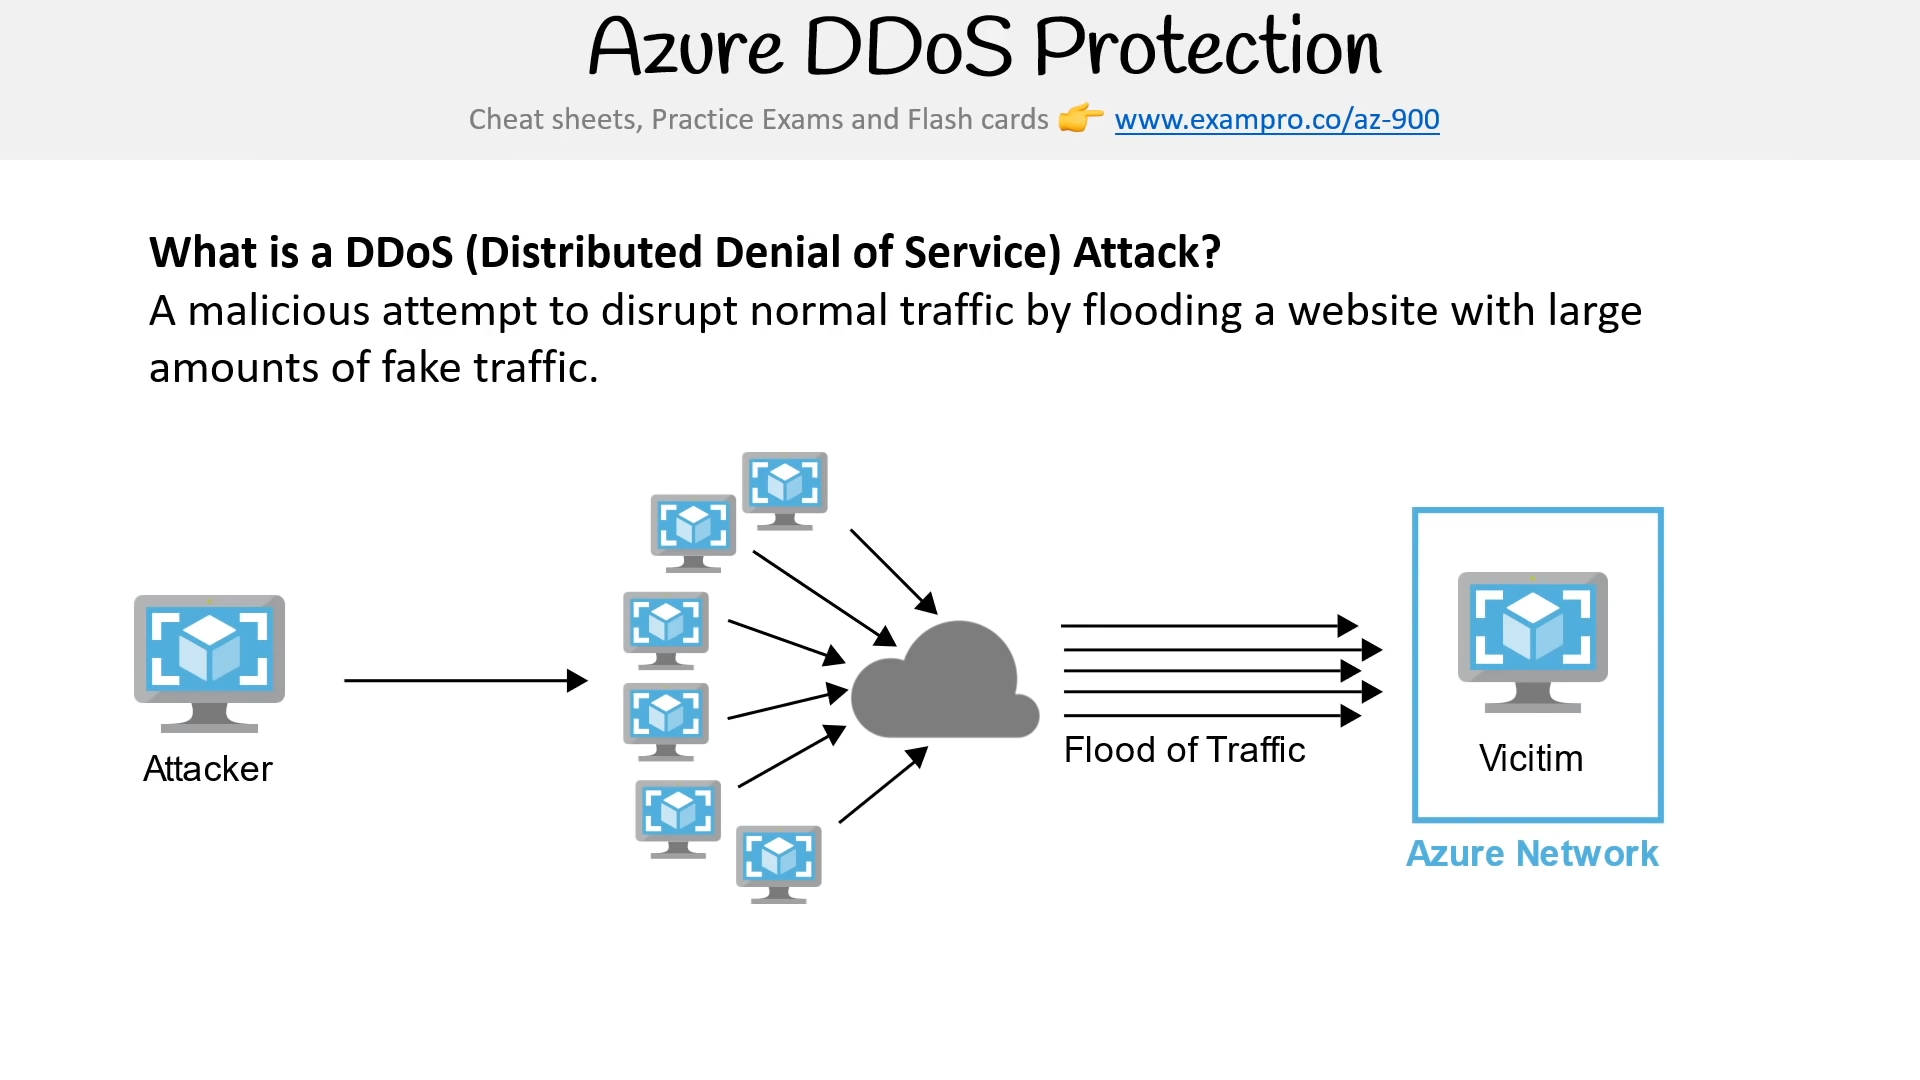 Azure DDoS Protection
Cheat sheets, Practice Exams and Flash cards 👉 www.exampro.co/az-900
What is a DDoS (Distributed Denial of Service) Attack?
A malicious attempt to disrupt normal traffic by flooding a website with large
amounts of fake traffic.
Attacker
Flood of Traffic
Vicitim
Azure Network